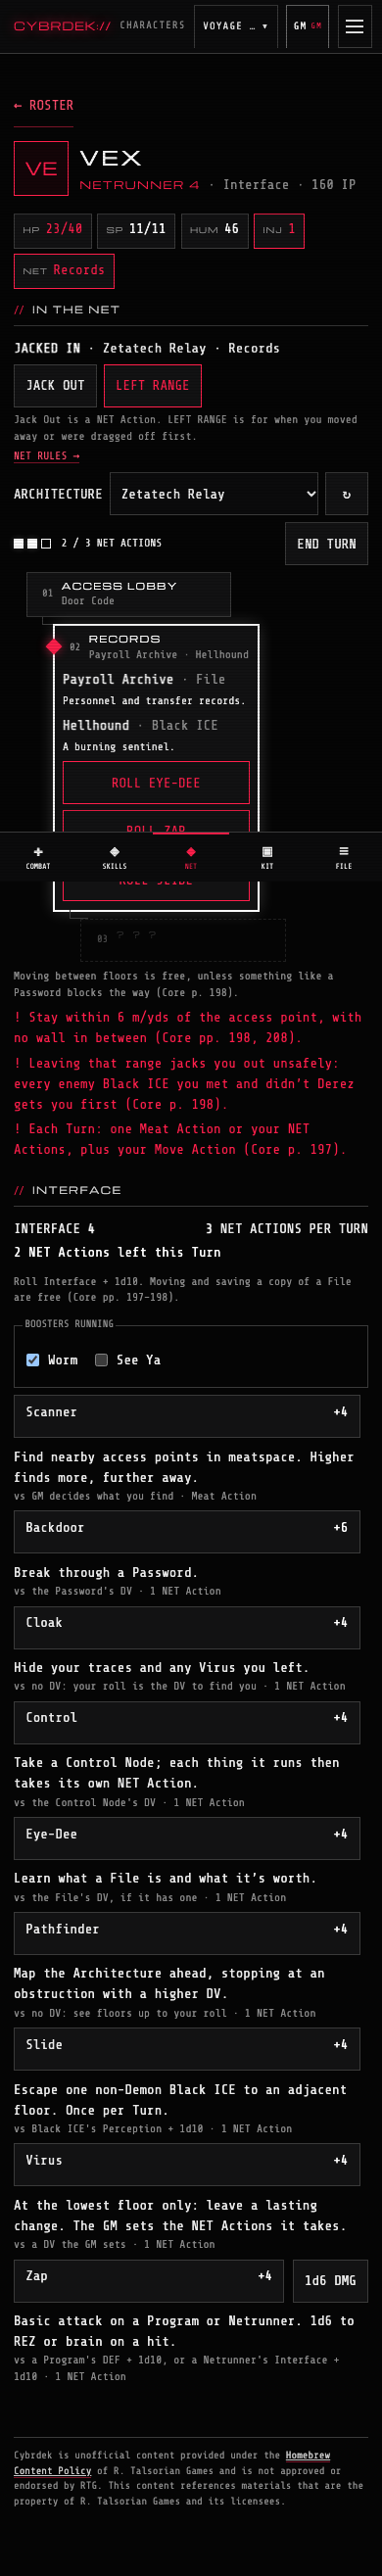 CYBRDEK:// CHARACTERS VOYAGE … ▾ GM GM
← ROSTER
VE VEX
NETRUNNER 4 · Interface · 160 IP
HP 23/40 SP 11/11 HUM 46 INJ 1
NET Records
// IN THE NET
JACKED IN · Zetatech Relay · Records
JACK OUT LEFT RANGE
Jack Out is a NET Action. LEFT RANGE is for when you moved
away or were dragged off first.
NET RULES →
ARCHITECTURE Zetatech Relay ↻
2 / 3 NET ACTIONS END TURN
01 ACCESS LOBBY
Door Code
02 RECORDS
Payroll Archive · Hellhound
Payroll Archive · File
Personnel and transfer records.
Hellhound · Black ICE
A burning sentinel.
ROLL EYE-DEE
ROLL ZAP
COMBAT SKILLS NET KIT FILE
ROLL SLIDE
03 ? ? ?
Moving between floors is free, unless something like a
Password blocks the way (Core p. 198).
! Stay within 6 m/yds of the access point, with
no wall in between (Core pp. 198, 208).
! Leaving that range jacks you out unsafely:
every enemy Black ICE you met and didn’t Derez
gets you first (Core p. 198).
! Each Turn: one Meat Action or your NET
Actions, plus your Move Action (Core p. 197).
// INTERFACE
INTERFACE 4 3 NET ACTIONS PER TURN
2 NET Actions left this Turn
Roll Interface + 1d10. Moving and saving a copy of a File
are free (Core pp. 197–198).
BOOSTERS RUNNING
Worm See Ya
Scanner +4
Find nearby access points in meatspace. Higher
finds more, further away.
vs GM decides what you find · Meat Action
Backdoor +6
Break through a Password.
vs the Password’s DV · 1 NET Action
Cloak +4
Hide your traces and any Virus you left.
vs no DV: your roll is the DV to find you · 1 NET Action
Control +4
Take a Control Node; each thing it runs then
takes its own NET Action.
vs the Control Node’s DV · 1 NET Action
Eye-Dee +4
Learn what a File is and what it’s worth.
vs the File’s DV, if it has one · 1 NET Action
Pathfinder +4
Map the Architecture ahead, stopping at an
obstruction with a higher DV.
vs no DV: see floors up to your roll · 1 NET Action
Slide +4
Escape one non-Demon Black ICE to an adjacent
floor. Once per Turn.
vs Black ICE’s Perception + 1d10 · 1 NET Action
Virus +4
At the lowest floor only: leave a lasting
change. The GM sets the NET Actions it takes.
vs a DV the GM sets · 1 NET Action
Zap +4 1d6 DMG
Basic attack on a Program or Netrunner. 1d6 to
REZ or brain on a hit.
vs a Program’s DEF + 1d10, or a Netrunner’s Interface +
1d10 · 1 NET Action
Cybrdek is unofficial content provided under the Homebrew
Content Policy of R. Talsorian Games and is not approved or
endorsed by RTG. This content references materials that are the
property of R. Talsorian Games and its licensees.